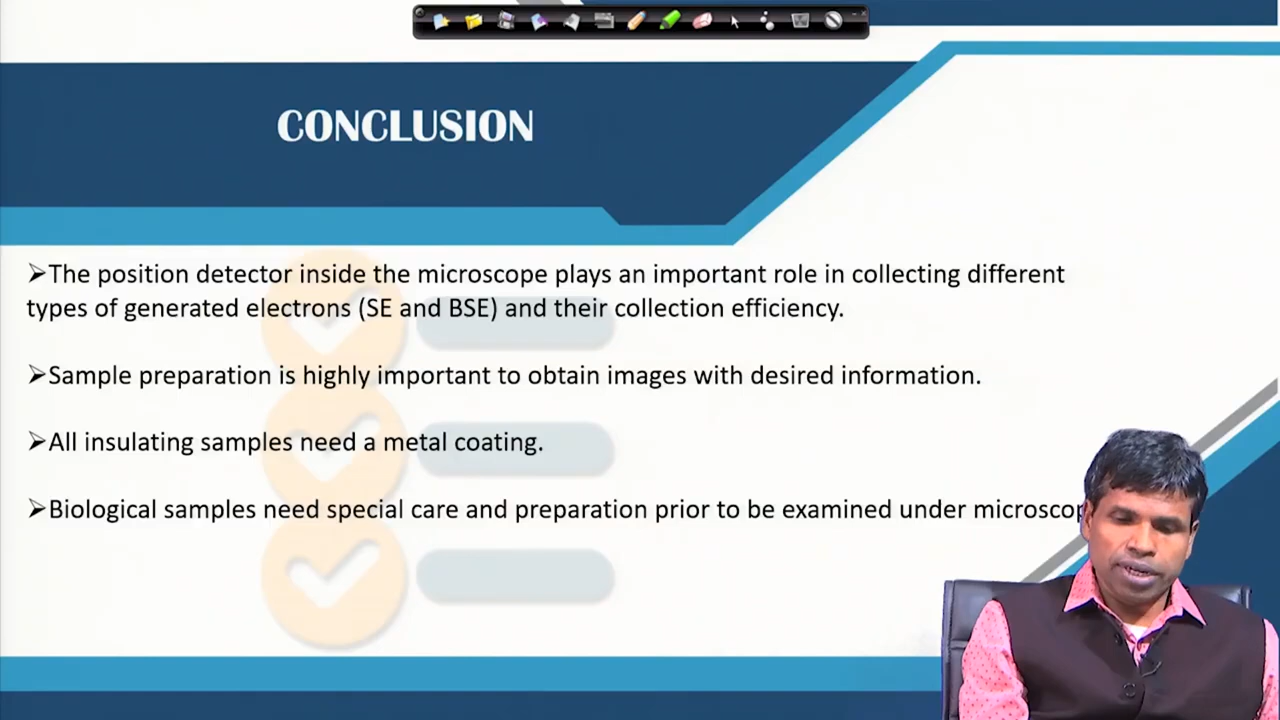 CONCLUSION
➢The position detector inside the microscope plays an important role in collecting different
types of generated electrons (SE and BSE) and their collection efficiency.
➢Sample preparation is highly important to obtain images with desired information.
➢All insulating samples need a metal coating.
➢Biological samples need special care and preparation prior to be examined under